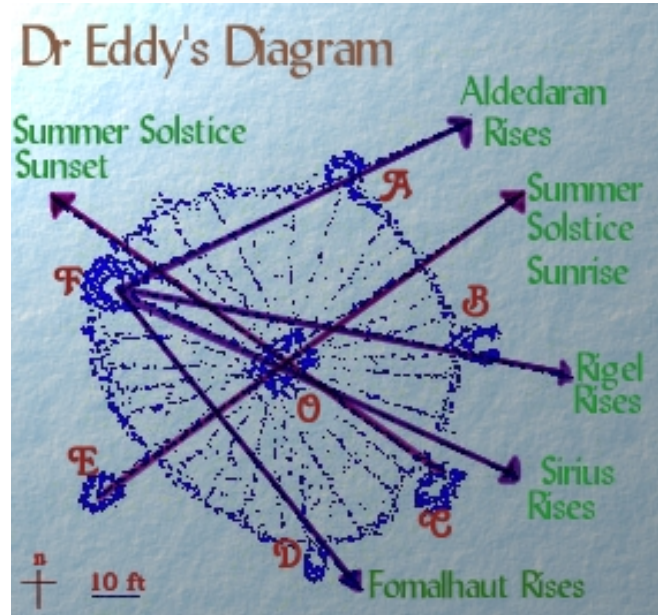 Dr Eddy's Diagram
Aldedaran
Rises
Summer Solstice
Sunset
A
Summer
Solstice
Sunrise
F
B
Rigel
Rises
O
E
Sirius
Rises
C
D
n
10 ft
Fomalhaut Rises